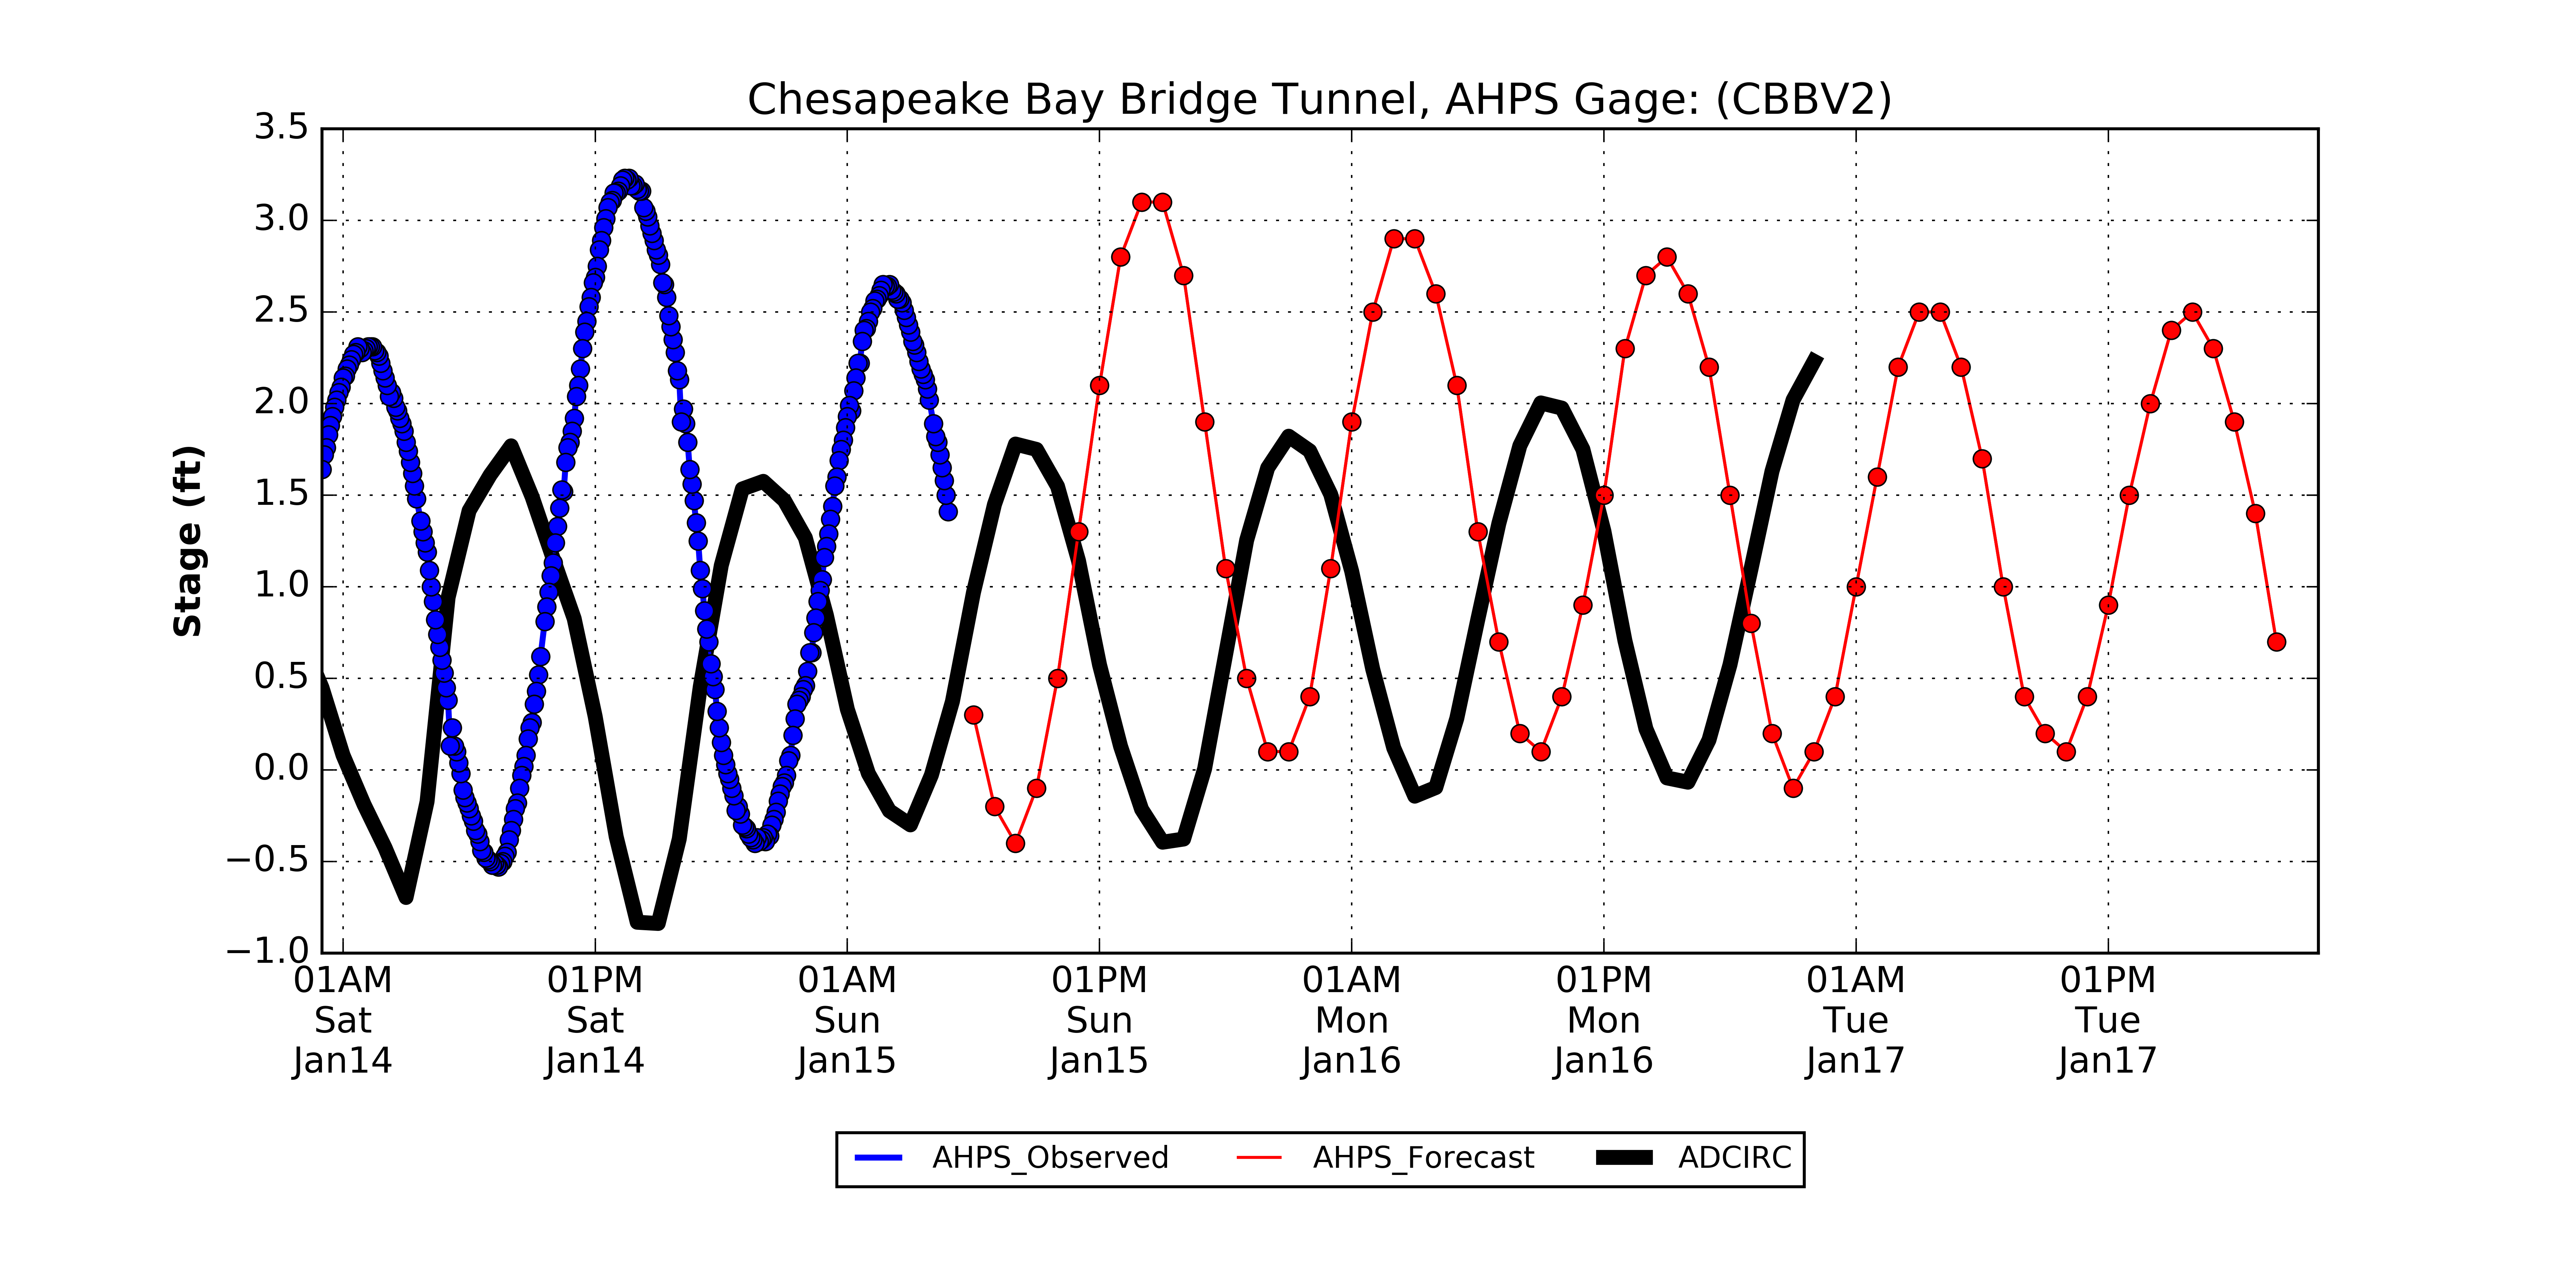 Chesapeake Bay Bridge Tunnel, AHPS Gage: (CBBV2)
3.5
3.0
2.5
2.0
1.5
1.0
0.5
0.0
−0.5
−1.0
Stage (ft)
01AM 01PM 01AM 01PM 01AM 01PM 01AM 01PM
Sat Sat Sun Sun Mon Mon Tue Tue
Jan14 Jan14 Jan15 Jan15 Jan16 Jan16 Jan17 Jan17
AHPS_Observed AHPS_Forecast ADCIRC